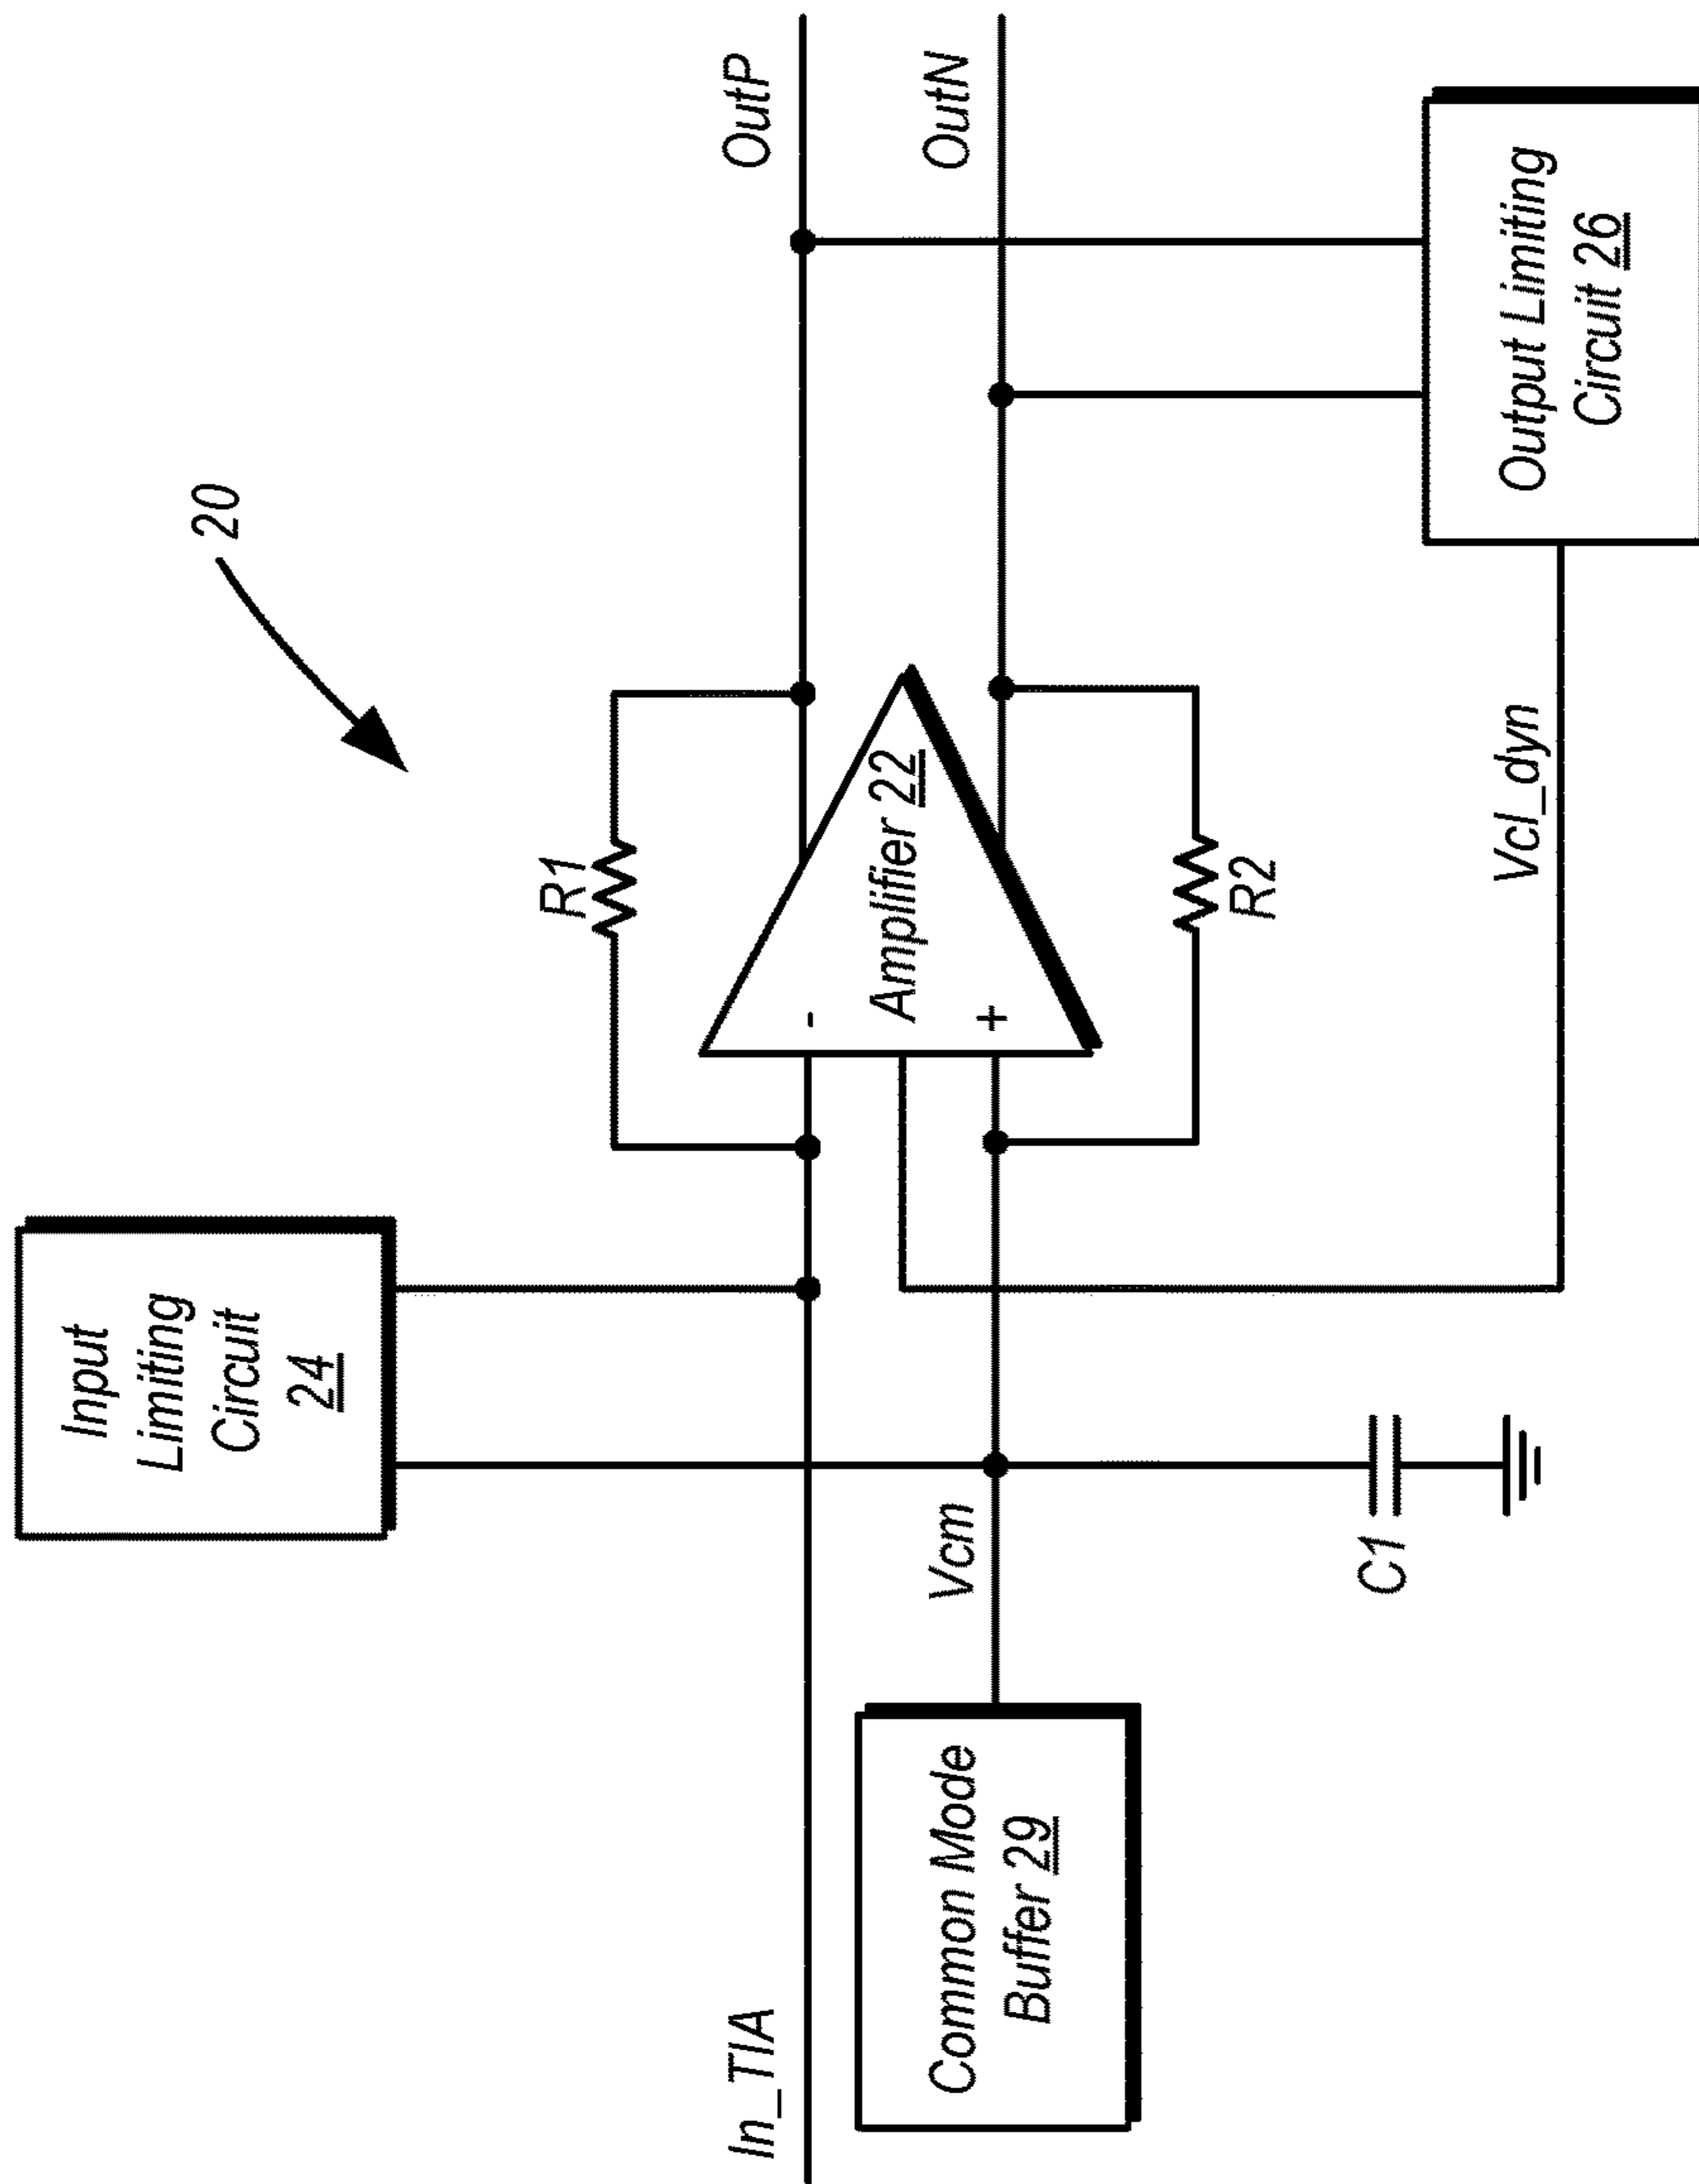 20
Input
Limiting
Circuit
24
R1
In_TIA
OutP
-
Amplifier 22
+
Vcm
OutN
Common Mode
Buffer 29
R2
C1
Vcl_dyn
Output Limiting
Circuit 26